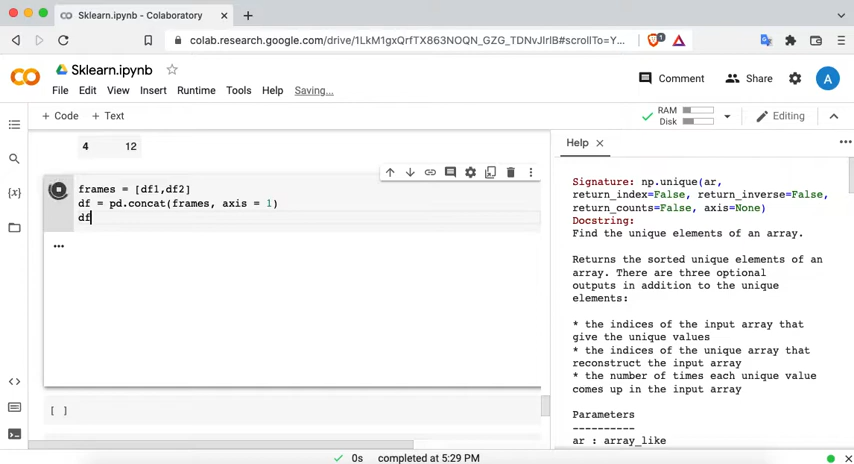 Sklearn.ipynb - Colaboratory
colab.research.google.com/drive/1LkM1gxQrfTX863NOQN_GZG_TDNvJIrIB#scrollTo=Y...
1
Sklearn.ipynb
Comment
Share
A
File Edit View Insert Runtime Tools Help Saving...
+ Code + Text
RAM
Disk
Editing
4 12
frames = [df1,df2]
df = pd.concat(frames, axis = 1)
df
...
[ ]
{x}
Help
Signature: np.unique(ar,
return_index=False, return_inverse=False,
return_counts=False, axis=None)
Docstring:
Find the unique elements of an array.
Returns the sorted unique elements of an
array. There are three optional
outputs in addition to the unique
elements:
* the indices of the input array that
give the unique values
* the indices of the unique array that
reconstruct the input array
* the number of times each unique value
comes up in the input array
Parameters
----------
ar : array_like
0s completed at 5:29 PM